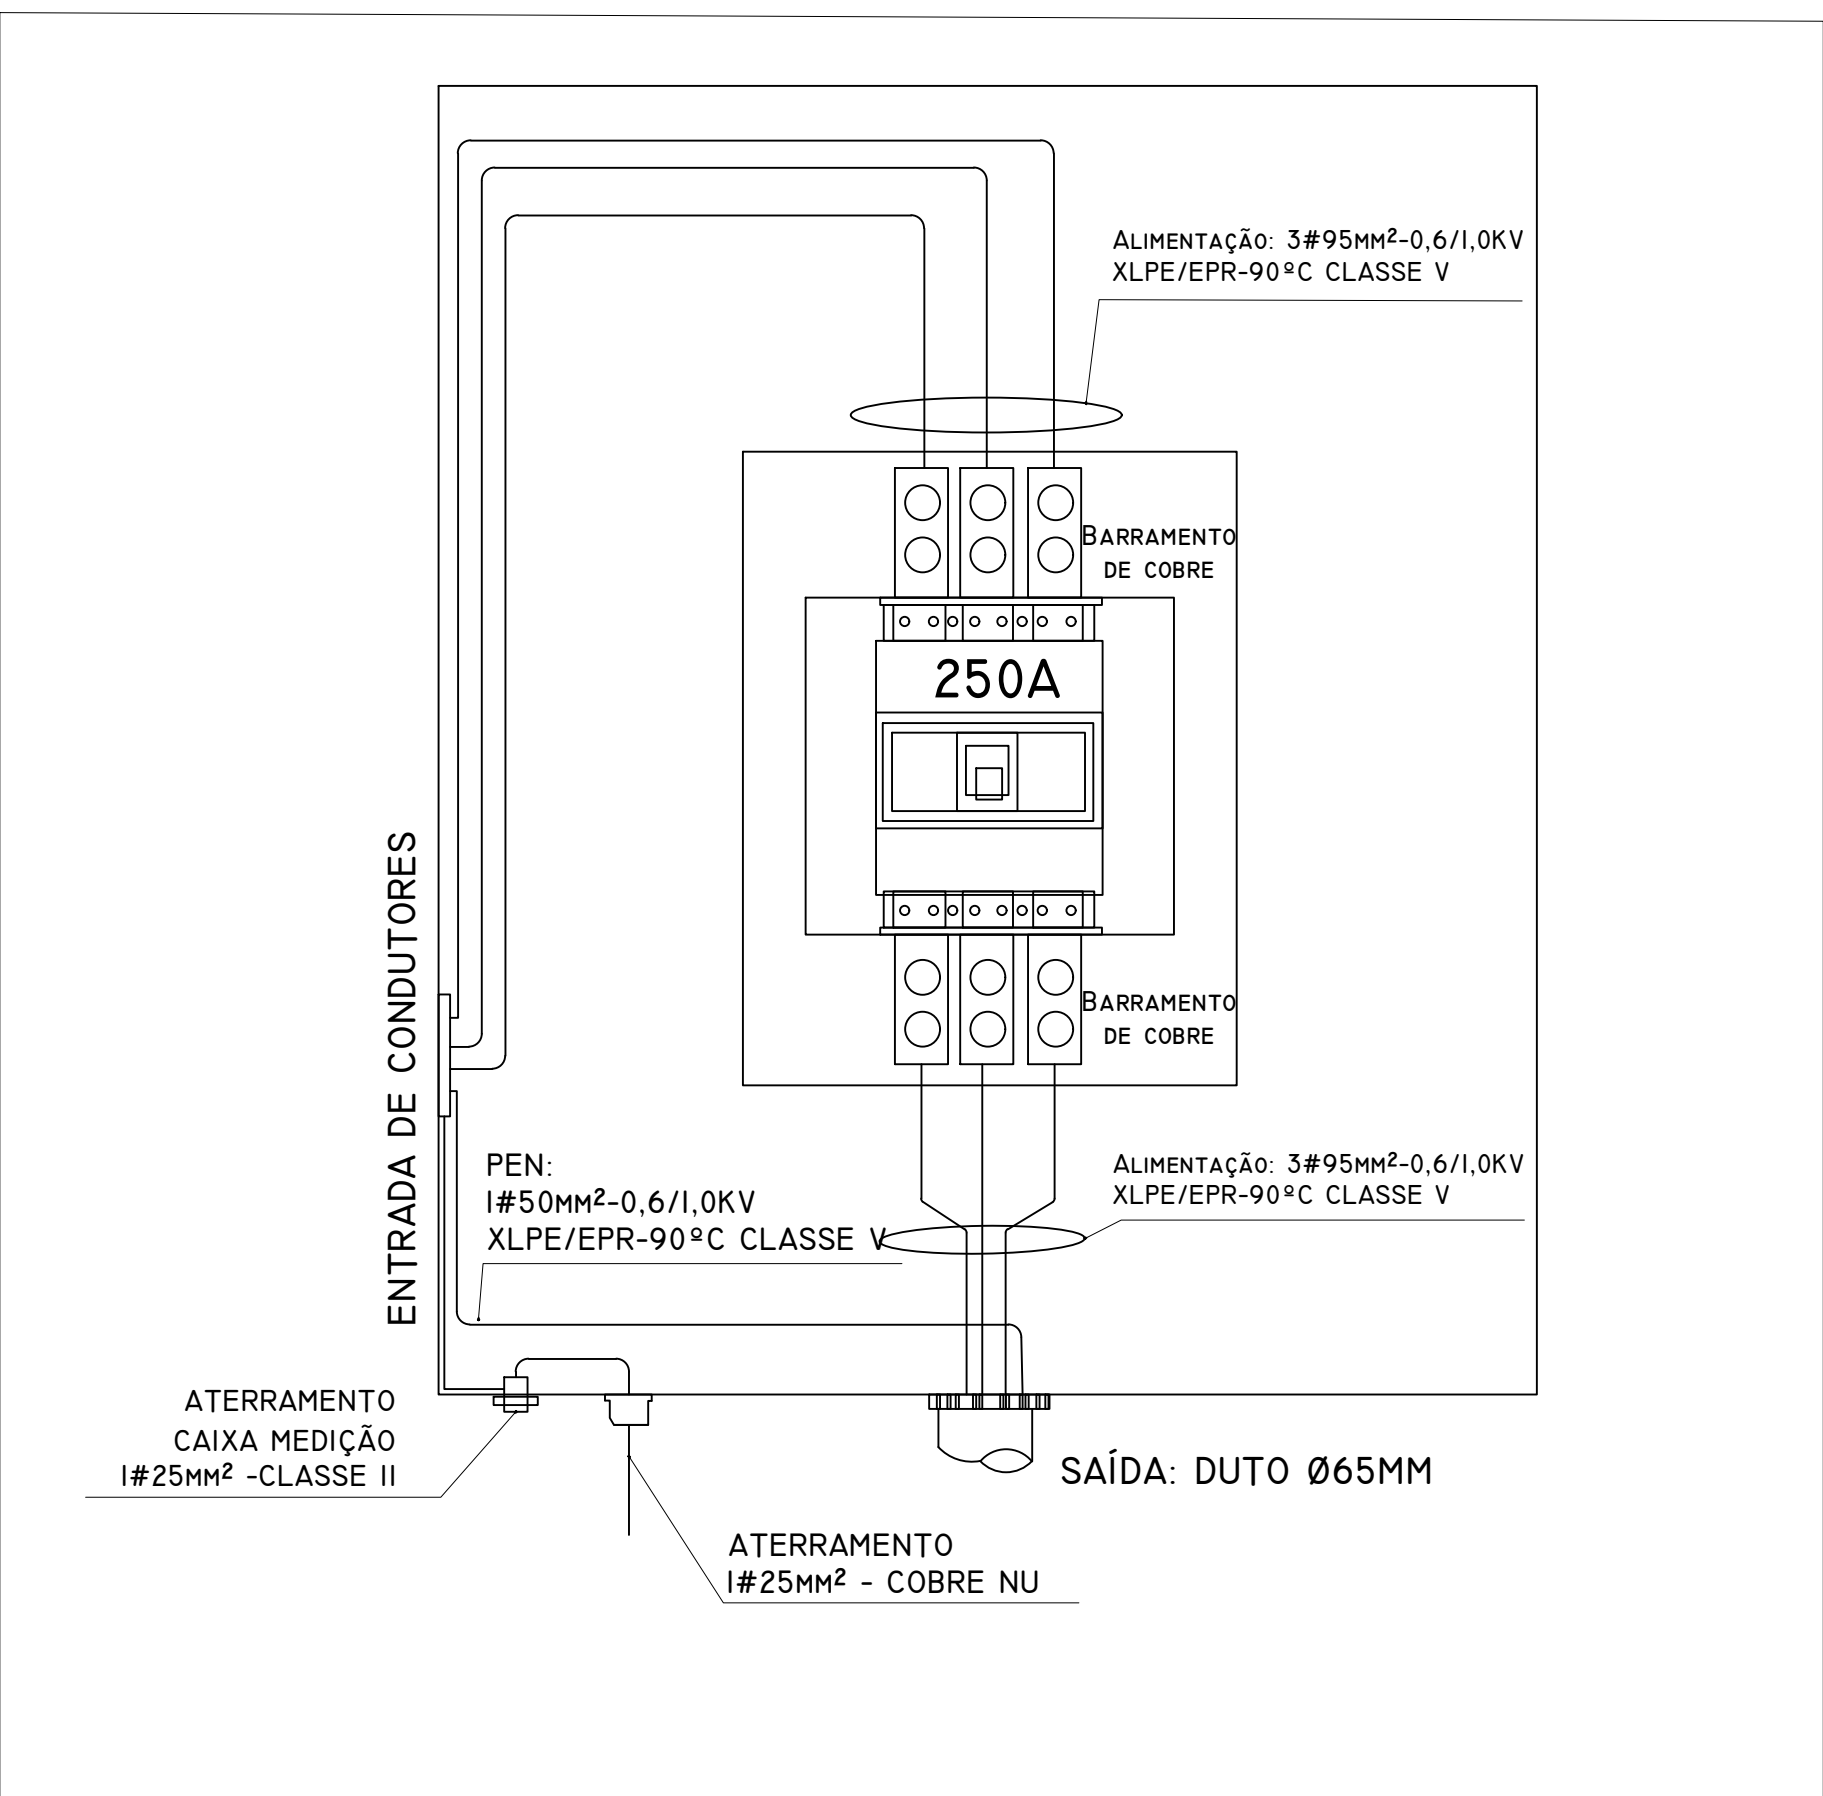 ALIMENTAÇÃO: 3#95MM²-0,6/1,0KV
XLPE/EPR-90ºC CLASSE V
BARRAMENTO
DE COBRE
250A
ENTRADA DE CONDUTORES
BARRAMENTO
DE COBRE
PEN:
1#50MM²-0,6/1,0KV
XLPE/EPR-90ºC CLASSE V
ALIMENTAÇÃO: 3#95MM²-0,6/1,0KV
XLPE/EPR-90ºC CLASSE V
ATERRAMENTO
CAIXA MEDIÇÃO
1#25MM² -CLASSE II
SAÍDA: DUTO Ø65MM
ATERRAMENTO
1#25MM² - COBRE NU